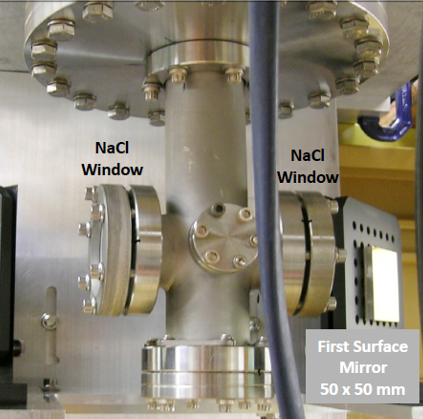 NaCl
Window
NaCl
Window
First Surface
Mirror
50 x 50 mm